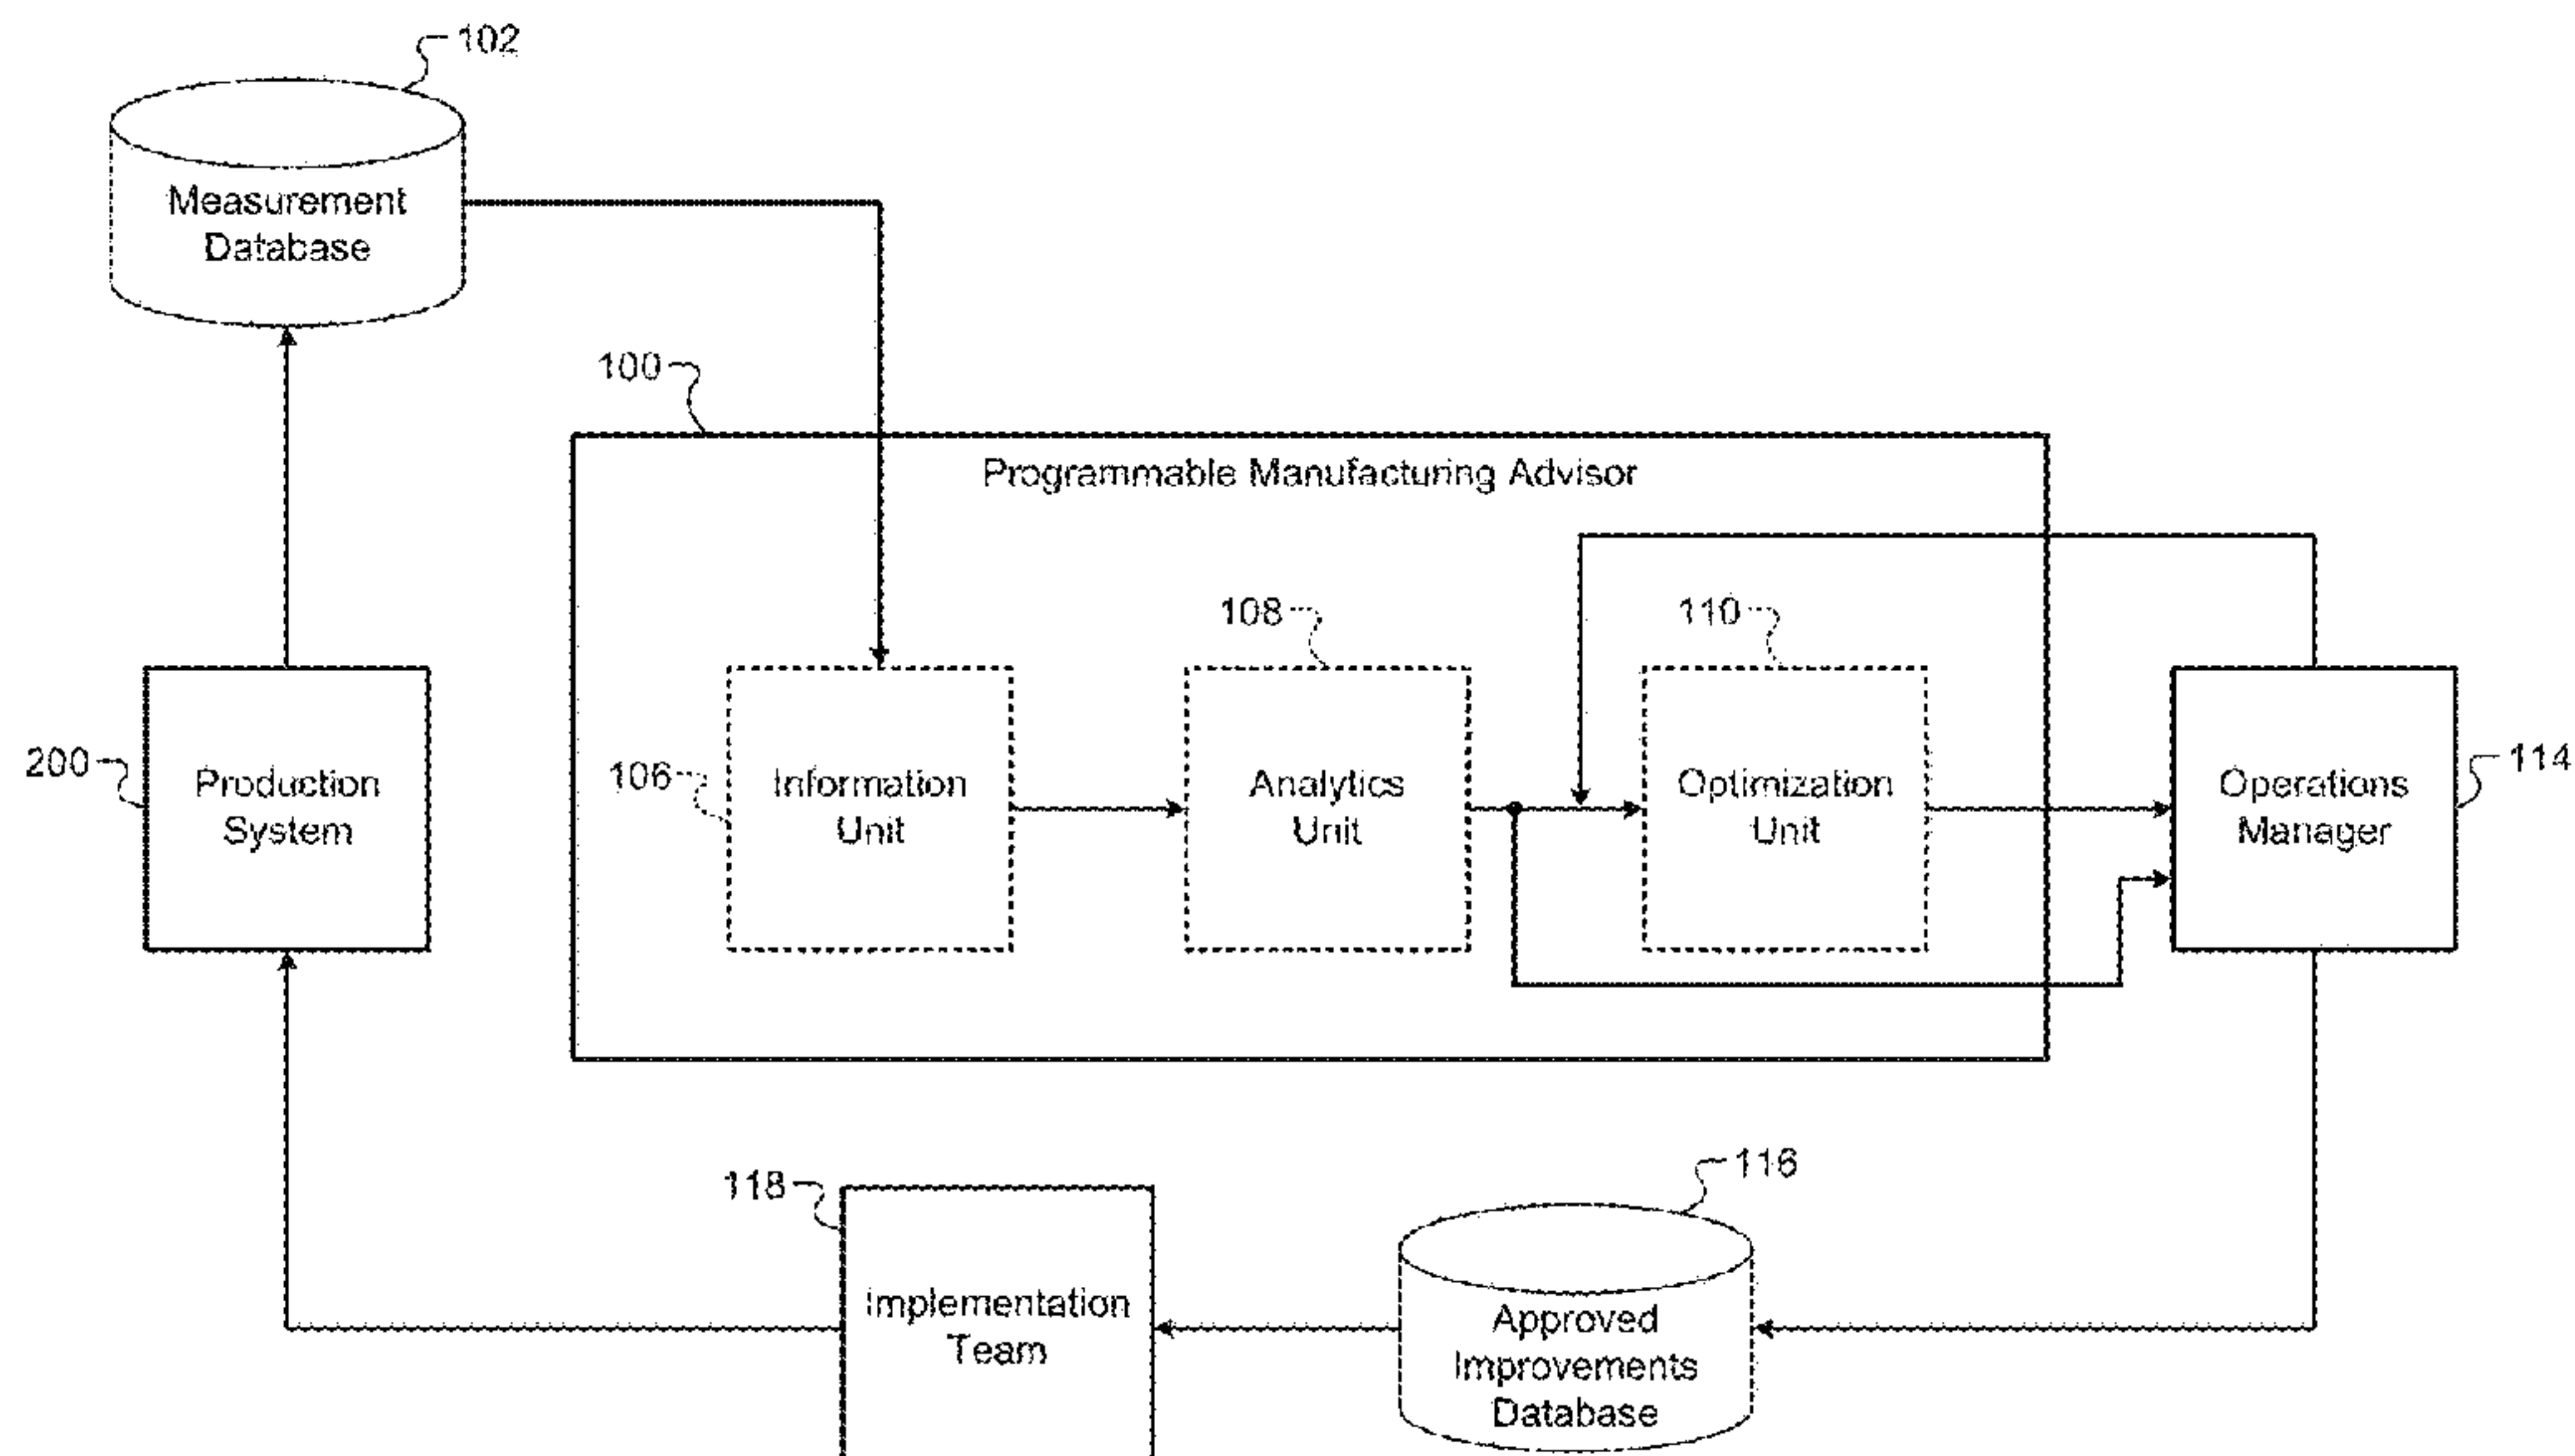 102
Measurement
Database
100
Programmable Manufacturing Advisor
108
110
200
Production
System
106
Information
Unit
Analytics
Unit
Optimization
Unit
Operations
Manager
114
118
116
Implementation
Team
Approved
Improvements
Database